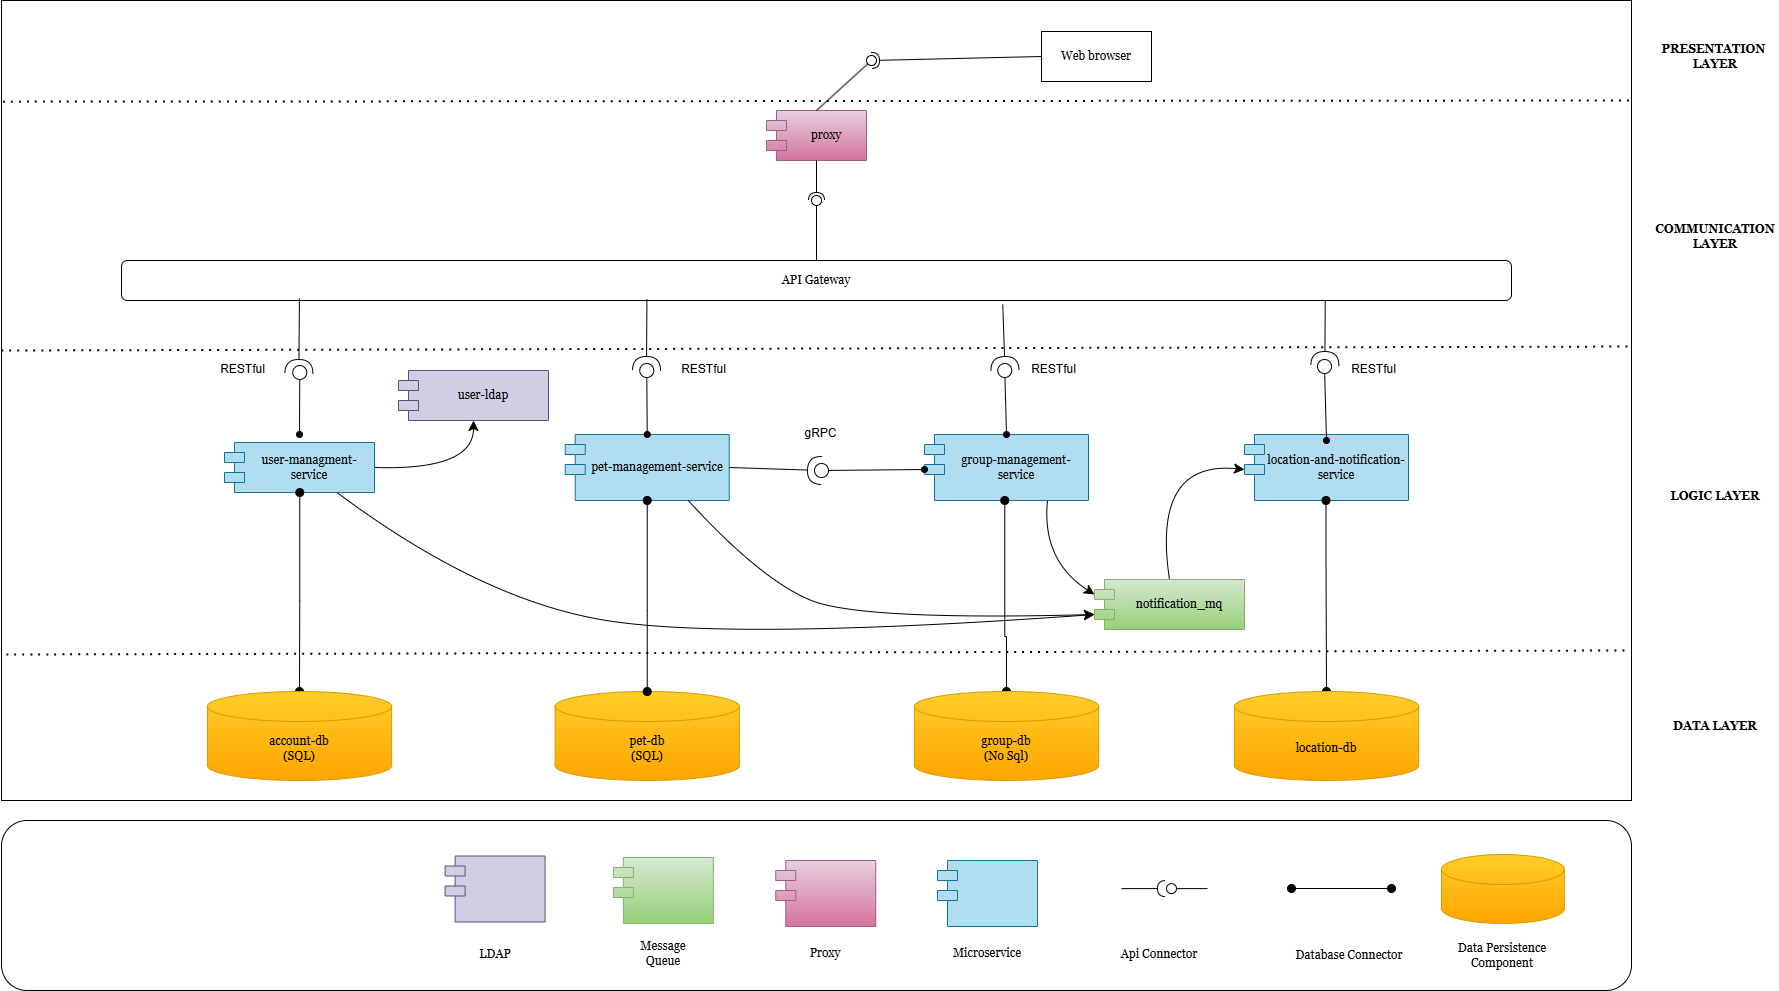 Web browser
PRESENTATION
LAYER
proxy
COMMUNICATION
LAYER
API Gateway
RESTful
RESTful
RESTful
RESTful
user-ldap
gRPC
user-managment-
service
pet-management-service
group-management-
service
location-and-notification-
service
LOGIC LAYER
notification_mq
account-db
(SQL)
pet-db
(SQL)
group-db
(No Sql)
location-db
DATA LAYER
LDAP
Message
Queue
Proxy
Microservice
Api Connector
Database Connector
Data Persistence
Component